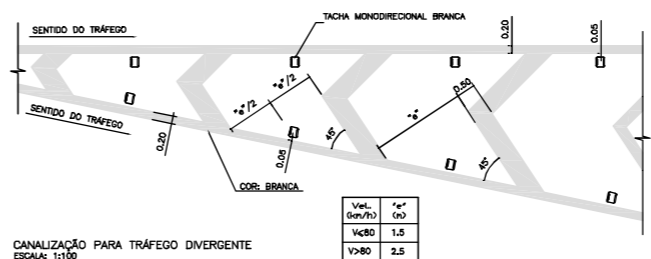 SENTIDO DO TRÁFEGO
TACHA MONODIRECIONAL BRANCA
0.20
0.05
"e"/2
"e"/2
"e"
0.50
SENTIDO DO TRÁFEGO
0.20
0.05
45°
45°
COR: BRANCA
Vel. (km/h) "e" (m)
V≤80 1.5
V>80 2.5
CANALIZAÇÃO PARA TRÁFEGO DIVERGENTE
ESCALA: 1:100